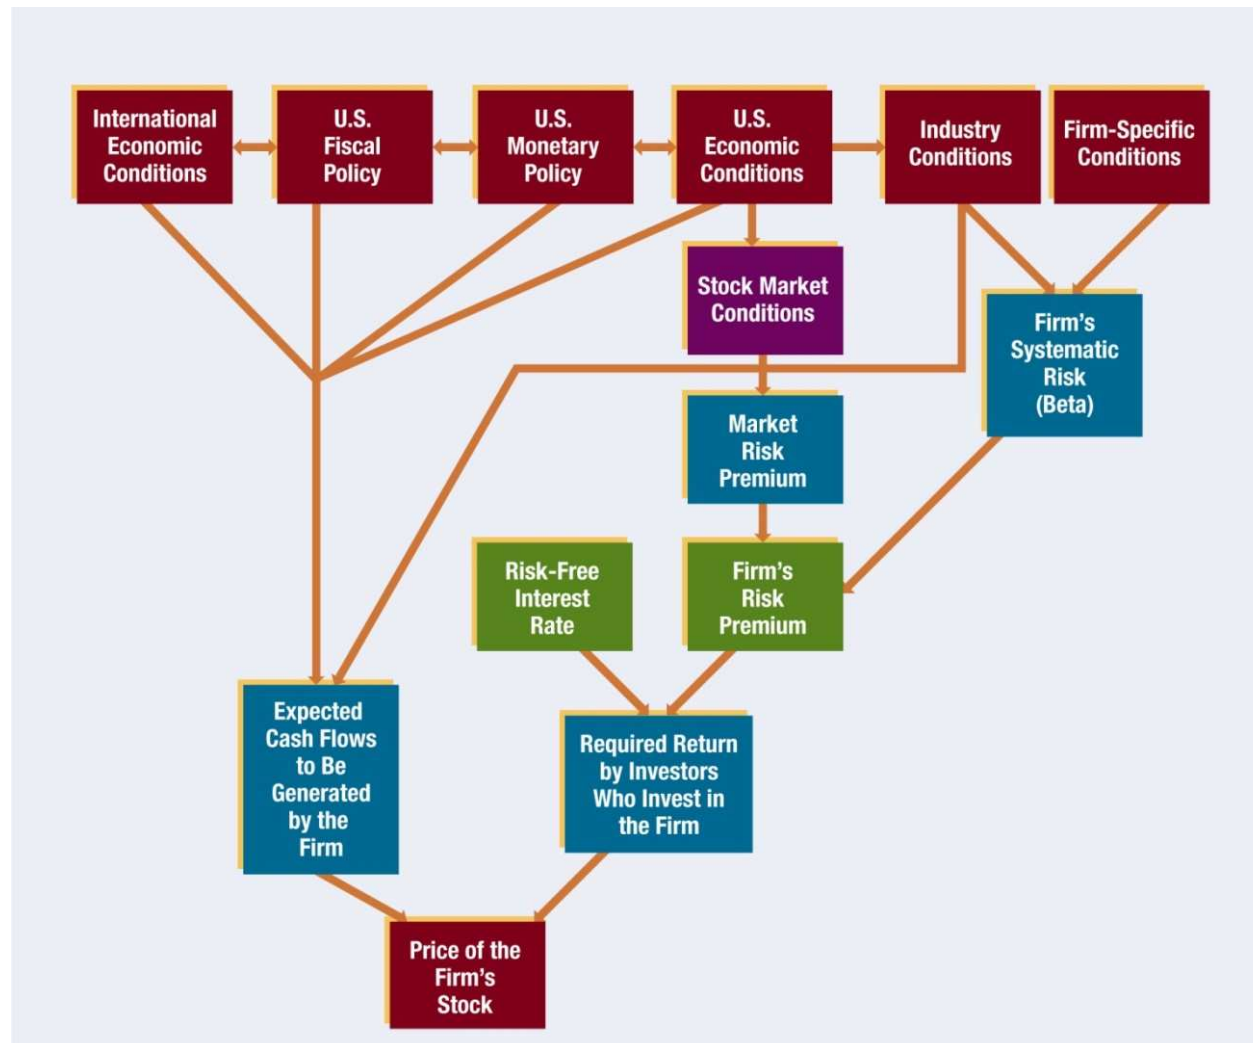 International
Economic
Conditions
U.S.
Fiscal
Policy
U.S.
Monetary
Policy
U.S.
Economic
Conditions
Industry
Conditions
Firm-Specific
Conditions
Stock Market
Conditions
Firm's
Systematic
Risk
(Beta)
Market
Risk
Premium
Risk-Free
Interest
Rate
Firm's
Risk
Premium
Expected
Cash Flows
to Be
Generated
by the
Firm
Required Return
by Investors
Who Invest in
the Firm
Price of the
Firm's
Stock